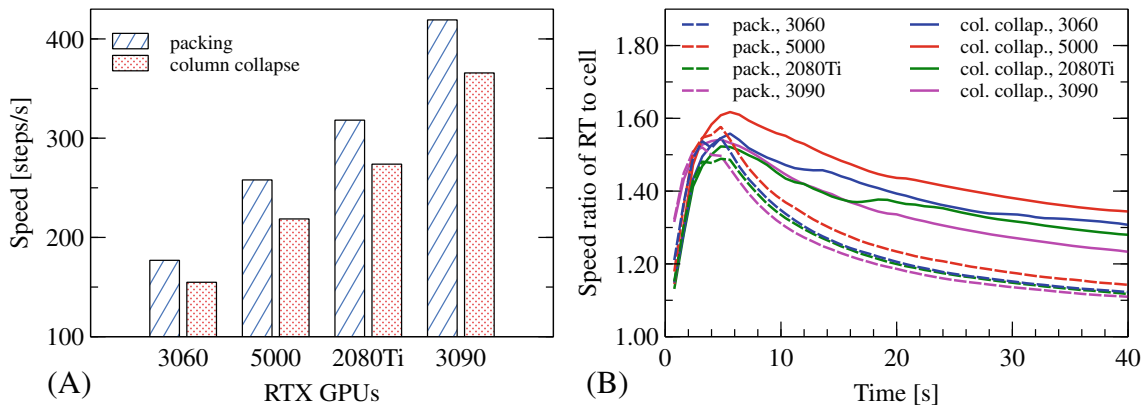 400
300
200
100
Speed [steps/s]
packing
column collapse
3060
5000
2080Ti
3090
RTX GPUs
(A)
1.80
1.60
1.40
1.20
1.00
Speed ratio of RT to cell
pack., 3060
pack., 5000
pack., 2080Ti
pack., 3090
col. collap., 3060
col. collap., 5000
col. collap., 2080Ti
col. collap., 3090
0
10
20
30
40
Time [s]
(B)